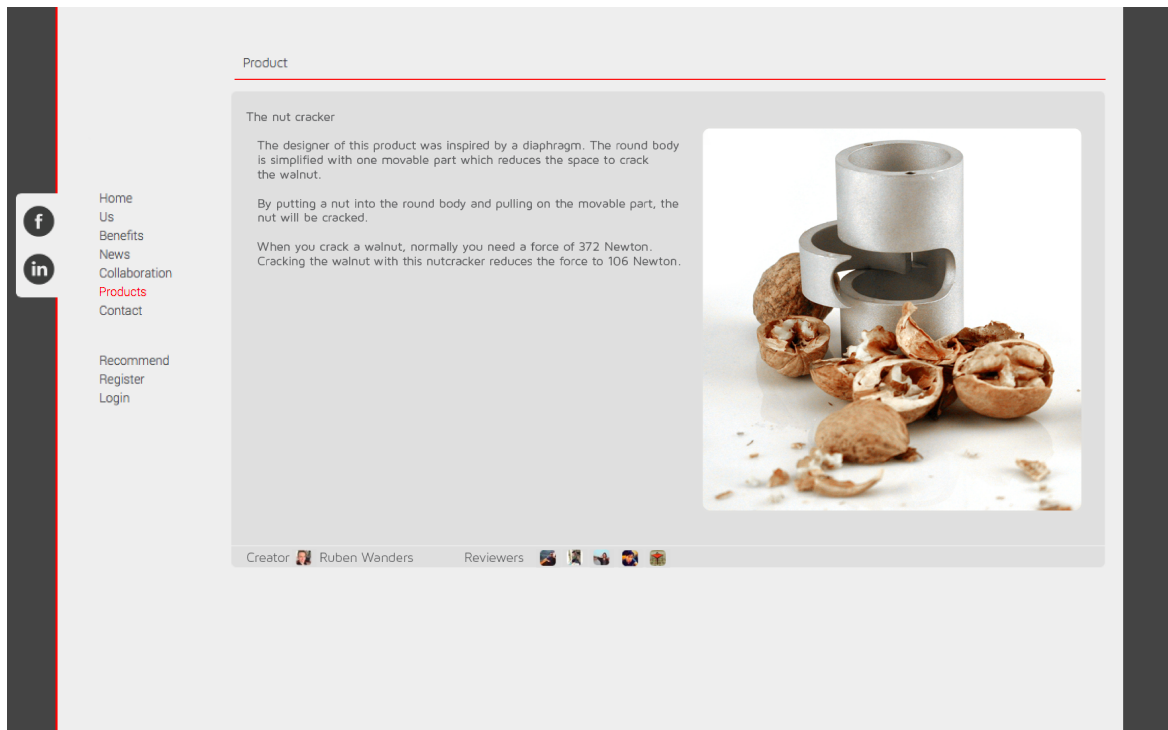 Product
The nut cracker
The designer of this product was inspired by a diaphragm. The round body
is simplified with one movable part which reduces the space to crack
the walnut.
By putting a nut into the round body and pulling on the movable part, the
nut will be cracked.
When you crack a walnut, normally you need a force of 372 Newton.
Cracking the walnut with this nutcracker reduces the force to 106 Newton.
Home
Us
Benefits
News
Collaboration
Products
Contact
Recommend
Register
Login
f
in
Creator Ruben Wanders Reviewers